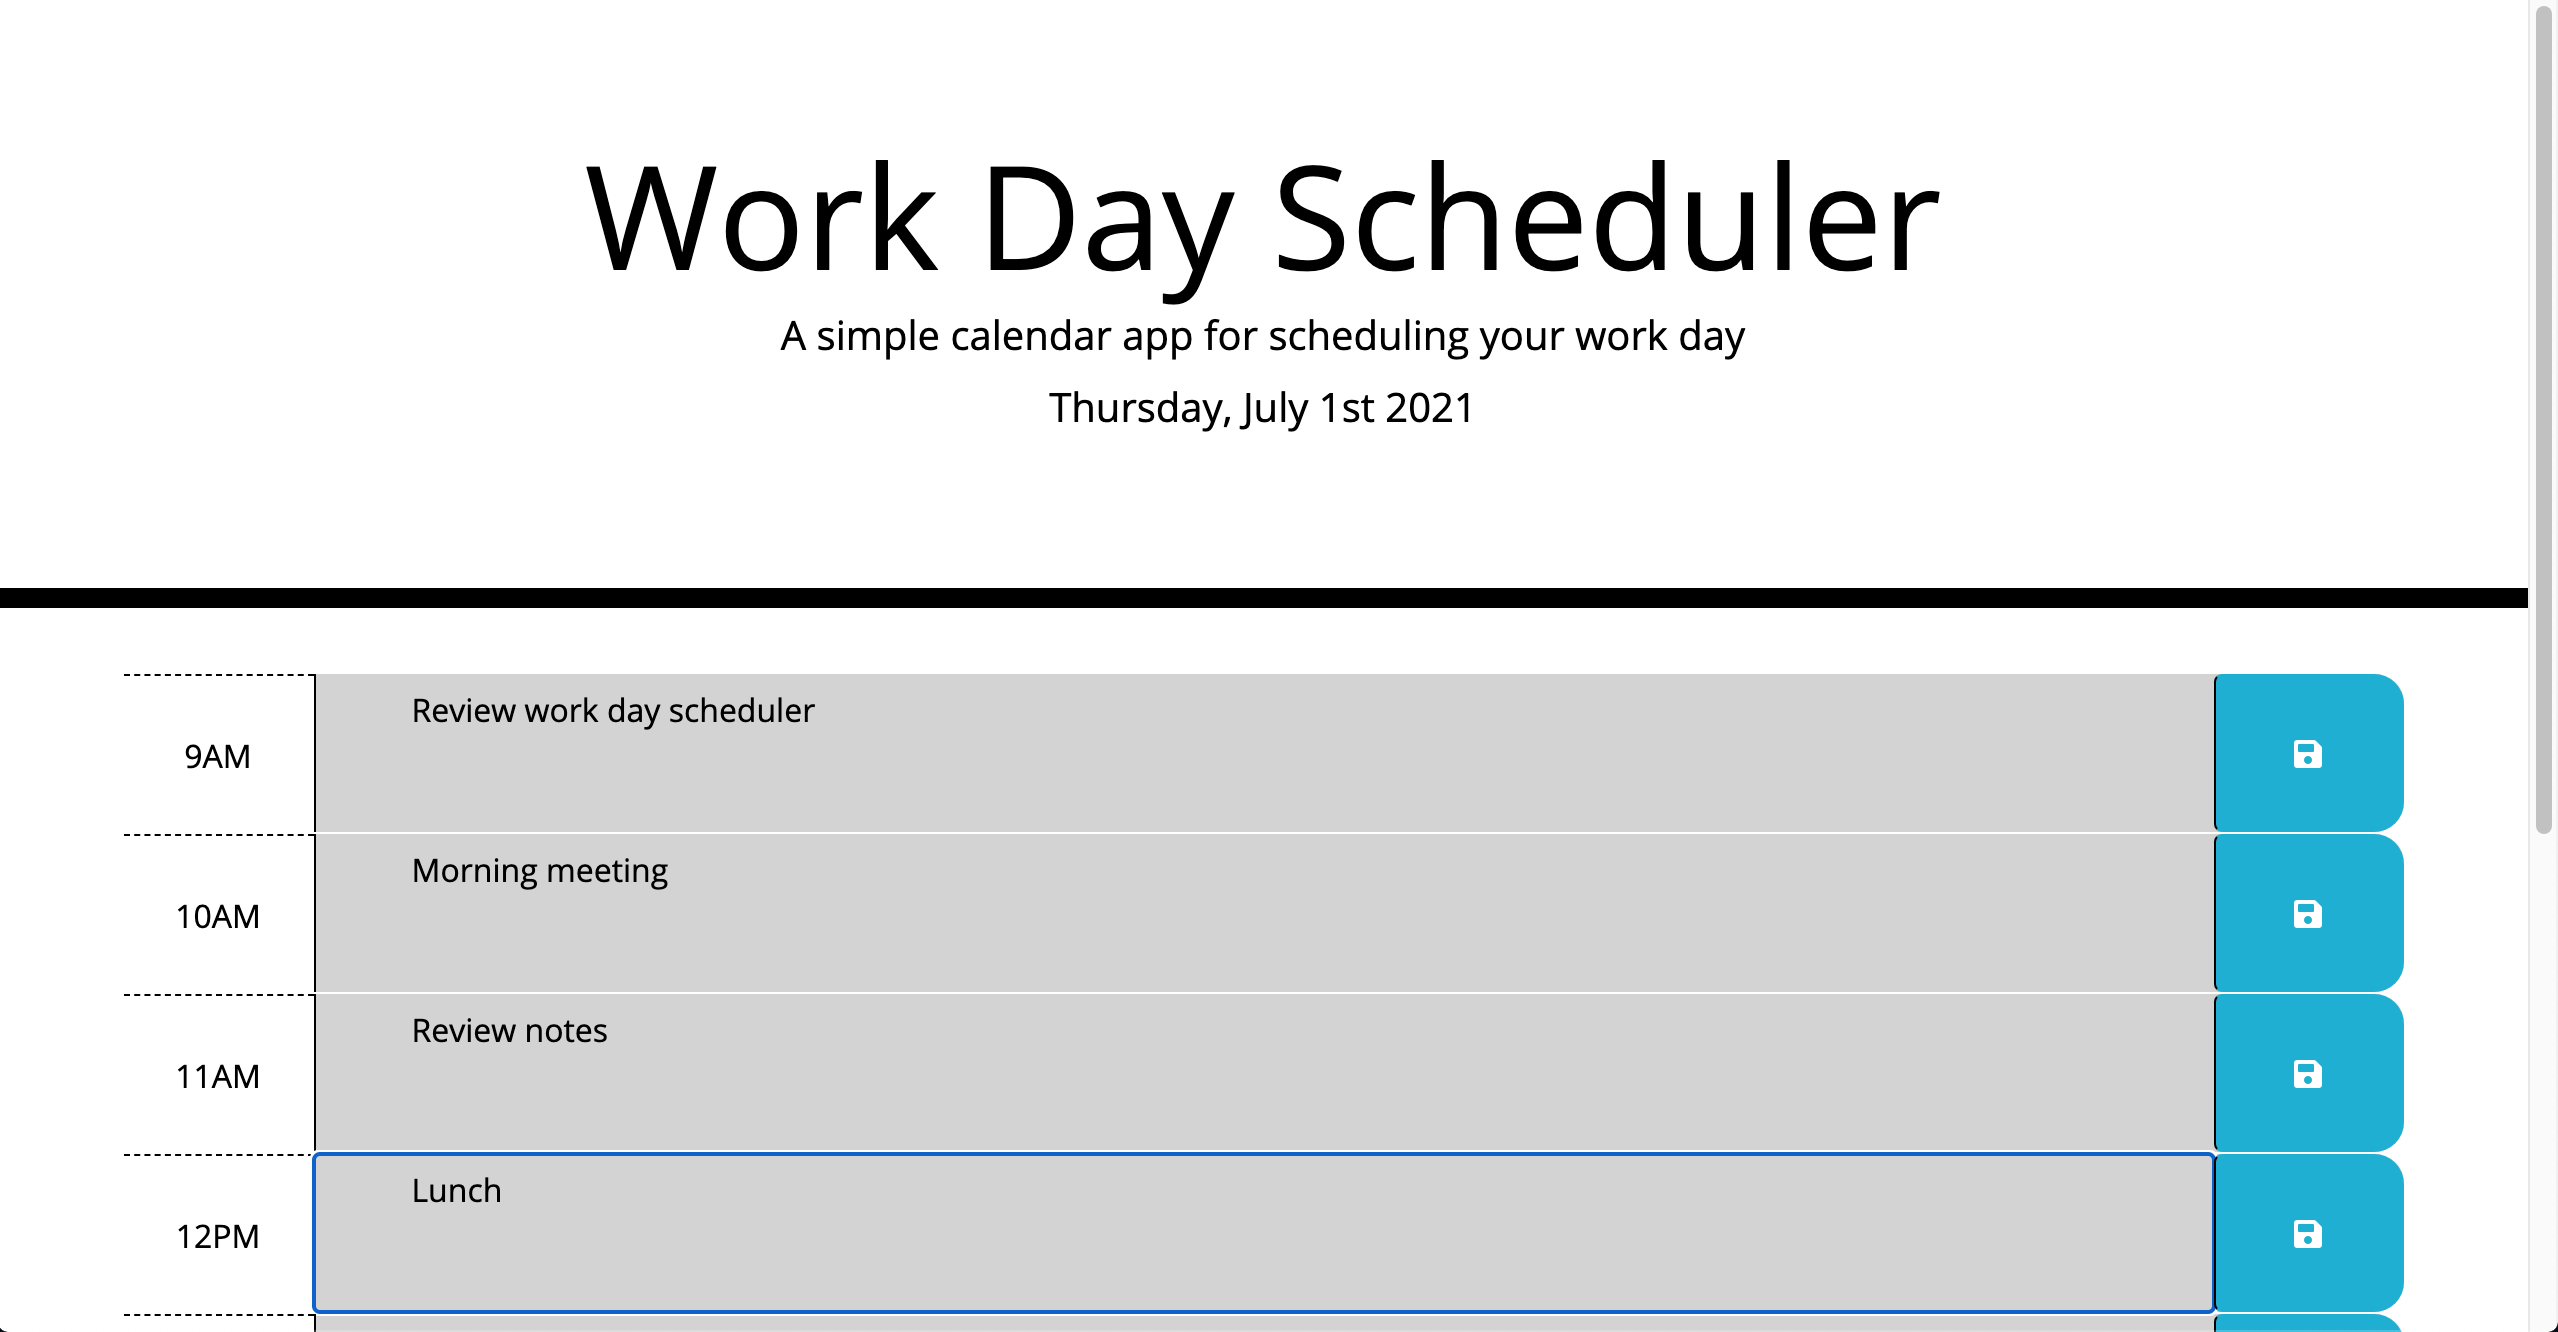 Work Day Scheduler
A simple calendar app for scheduling your work day
Thursday, July 1st 2021
9AM
Review work day scheduler
10AM
Morning meeting
11AM
Review notes
12PM
Lunch